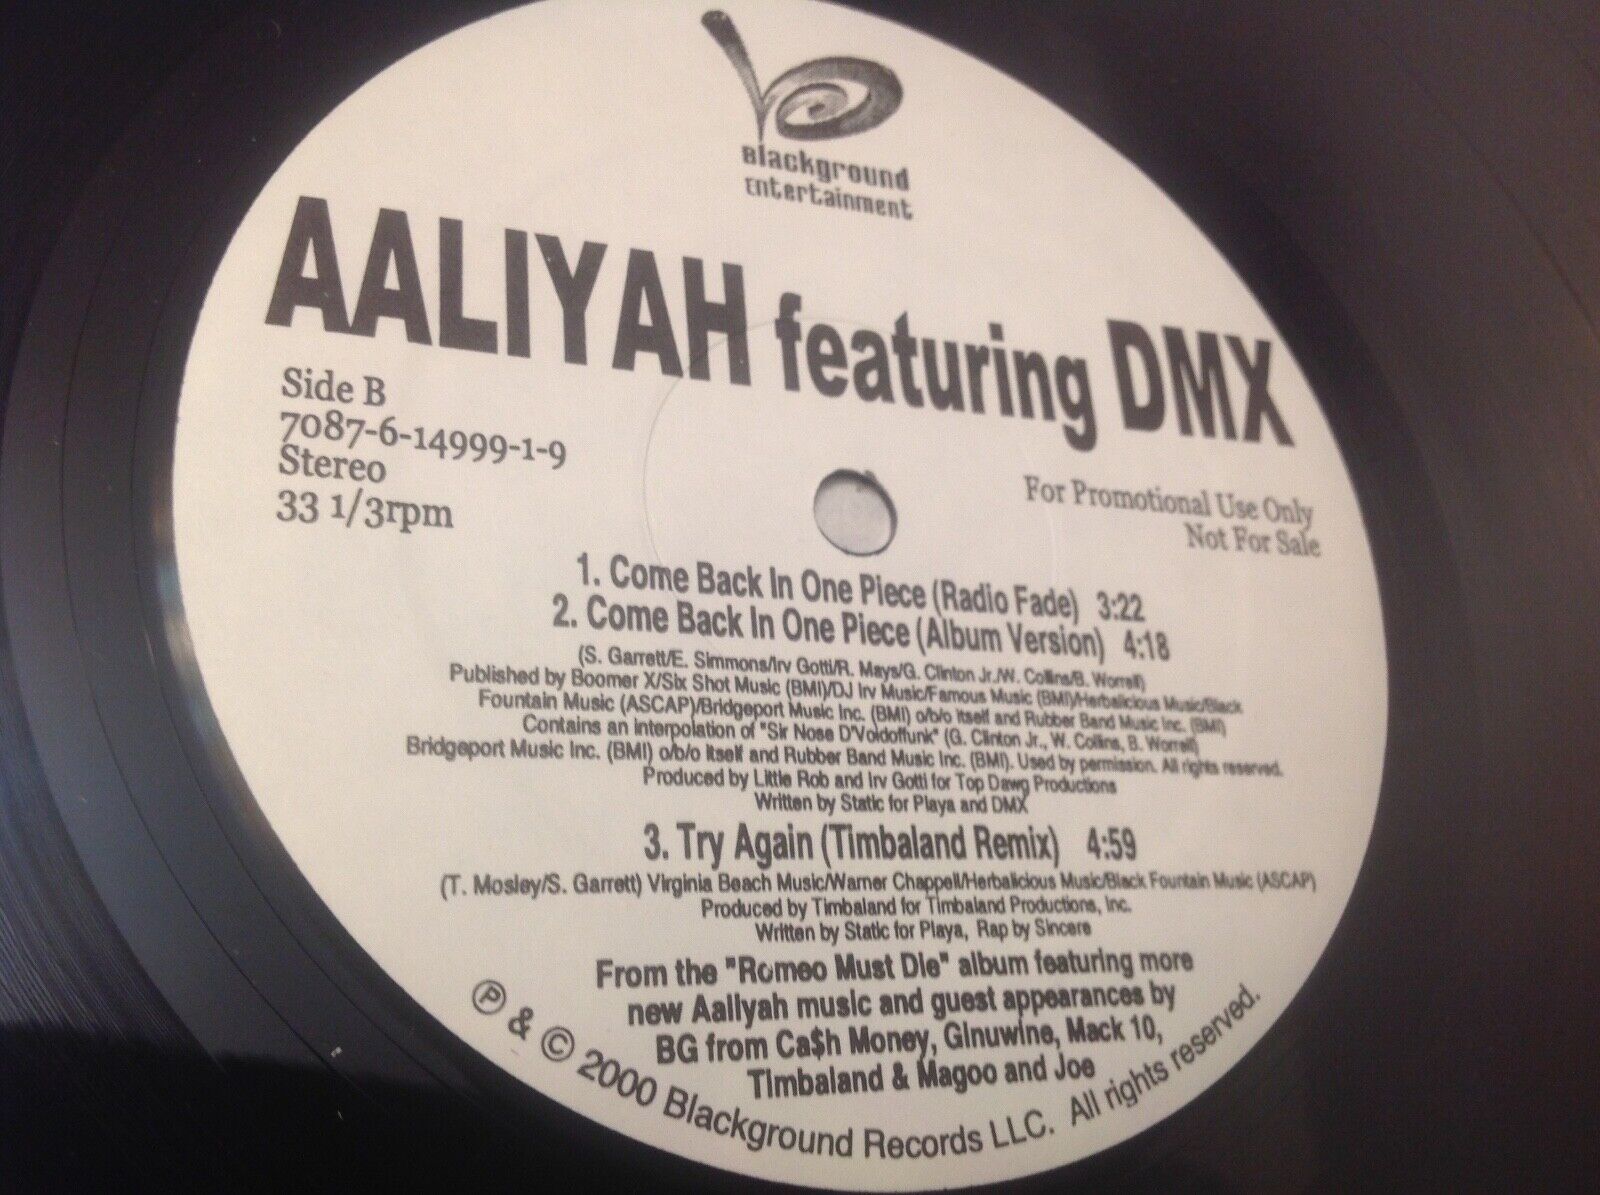 Blackground
Entertainment
AALIYAH featuring DMX
Side B
7087-6-14999-1-9
Stereo
33 1/3rpm
For Promotional Use Only
Not For Sale
1. Come Back In One Piece (Radio Fade) 3:22
2. Come Back In One Piece (Album Version) 4:18
(S. Garrett/E. Simmons/Irv Gotti/R. Mays/G. Clinton Jr./W. Collins/B. Worrell)
Published by Boomer X/Six Shot Music (BMI)/DJ Irv Music/Famous Music (BMI)/Herbalicious Music/Black
Fountain Music (ASCAP)/Bridgeport Music Inc. (BMI) o/b/o itself and Rubber Band Music Inc. (BMI)
Contains an interpolation of "Sir Nose D'Voidoffunk" (G. Clinton Jr., W. Collins, B. Worrell)
Bridgeport Music Inc. (BMI) o/b/o itself and Rubber Band Music Inc. (BMI). Used by permission. All rights reserved.
Produced by Little Rob and Irv Gotti for Top Dawg Productions
Written by Static for Playa and DMX
3. Try Again (Timbaland Remix) 4:59
(T. Mosley/S. Garrett) Virginia Beach Music/Warner Chappell/Herbalicious Music/Black Fountain Music (ASCAP)
Produced by Timbaland for Timbaland Productions, Inc.
Written by Static for Playa, Rap by Sincere
From the "Romeo Must Die" album featuring more
new Aaliyah music and guest appearances by
BG from Ca$h Money, Ginuwine, Mack 10,
Timbaland & Magoo and Joe
℗ & © 2000 Blackground Records LLC. All rights reserved.